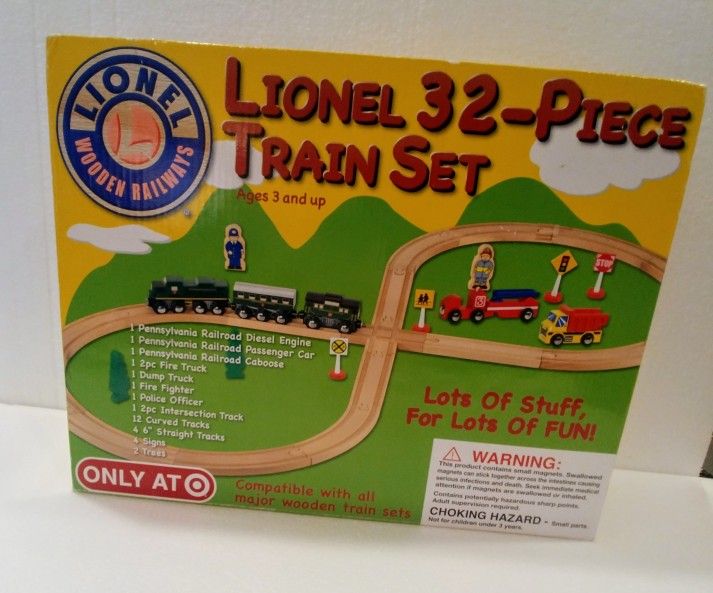 LIONEL
WOODEN RAILWAYS
L
®
LIONEL 32-PIECE
TRAIN SET
Ages 3 and up
STOP
1 Pennsylvania Railroad Diesel Engine
1 Pennsylvania Railroad Passenger Car
1 Pennsylvania Railroad Caboose
1 2pc Fire Truck
1 Dump Truck
1 Fire Fighter
1 Police Officer
1 2pc Intersection Track
12 Curved Tracks
4 6" Straight Tracks
4 Signs
2 Trees
Lots Of Stuff,
For Lots Of FUN!
ONLY AT
Compatible with all
major wooden train sets
WARNING:
This product contains small magnets. Swallowed
magnets can stick together across the intestines causing
serious infections and death. Seek immediate medical
attention if magnets are swallowed or inhaled.
Contains potentially hazardous sharp points.
Adult supervision required.
CHOKING HAZARD - Small parts.
Not for children under 3 years.